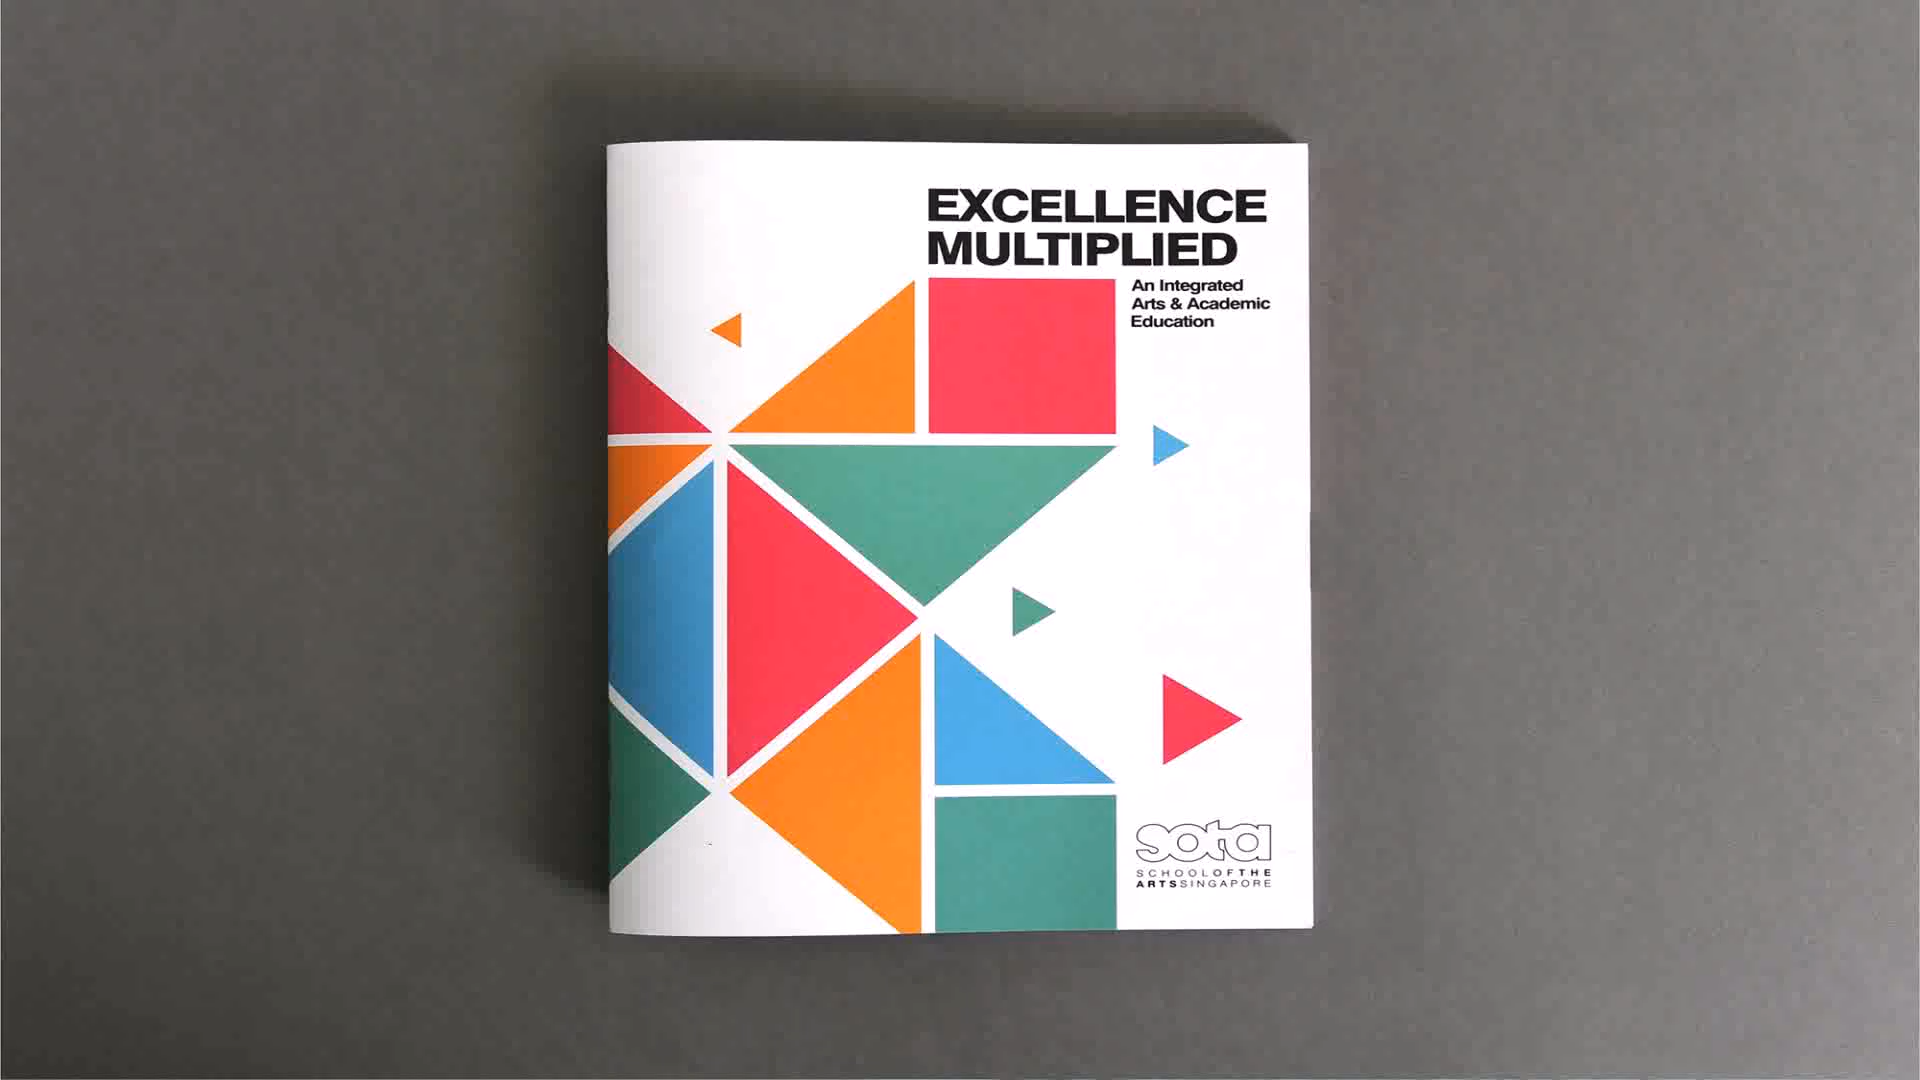 EXCELLENCE
MULTIPLIED
An Integrated
Arts & Academic
Education
sota
SCHOOLOFTHE
ARTSSINGAPORE